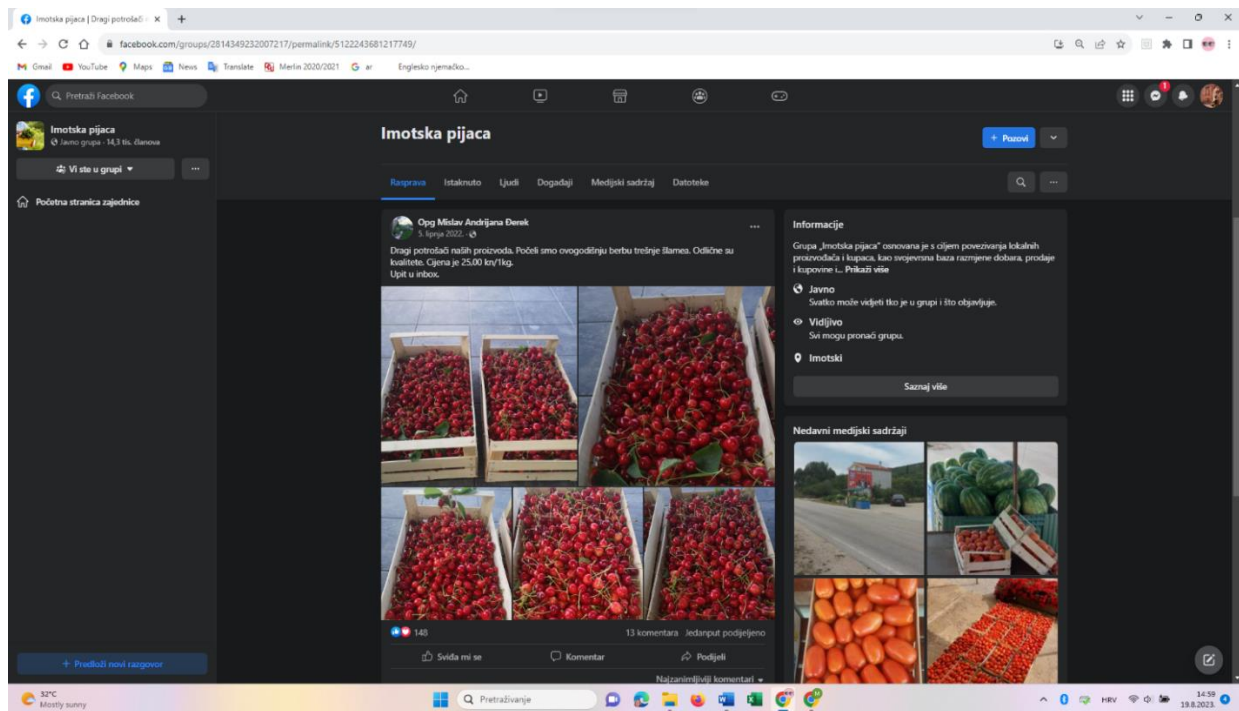 Imotska pijaca | Dragi potrošači
facebook.com/groups/2814349232007217/permalink/5122243681217749/
Gmail YouTube Maps News Translate Merlin 2020/2021 ar Englesko njemačko...
Pretraži Facebook
Imotska pijaca
Javno grupa · 14,3 tis. članova
Vi ste u grupi
Početna stranica zajednice
+ Predloži novi razgovor
Imotska pijaca
+ Pozovi
Rasprava Istaknuto Ljudi Događaji Medijski sadržaj Datoteke
Opg Mislav Andrijana Đerek
5. lipnja 2022. ·
Dragi potrošači naših proizvoda. Počeli smo ovogodišnju berbu trešnje šlamea. Odlične su
kvalitete. Cijena je 25,00 kn/1kg.
Upit u inbox.
148 13 komentara Jedanput podijeljeno
Sviđa mi se Komentar Podijeli
Najzanimljiviji komentari
Informacije
Grupa „Imotska pijaca" osnovana je s ciljem povezivanja lokalnih
proizvođača i kupaca, kao svojevrsna baza razmjene dobara, prodaje
i kupovine i... Prikaži više
Javno
Svatko može vidjeti tko je u grupi i što objavljuje.
Vidljivo
Svi mogu pronaći grupu.
Imotski
Saznaj više
Nedavni medijski sadržaji
1
32°C
Mostly sunny
Pretraživanje
HRV
14:59
19.8.2023.
4